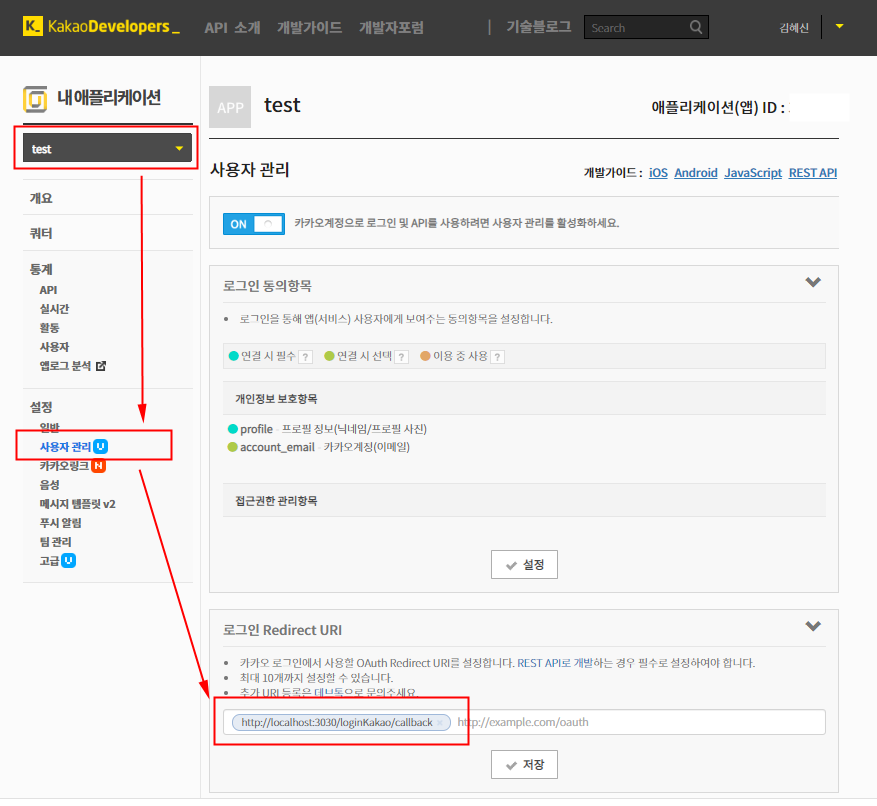 K_ KakaoDevelopers_ API 소개 개발가이드 개발자포럼 | 기술블로그 Search 김혜신
내 애플리케이션
APP test 애플리케이션(앱) ID :
test
사용자 관리 개발가이드 : iOS Android JavaScript REST API
개요
ON 카카오계정으로 로그인 및 API를 사용하려면 사용자 관리를 활성화하세요.
쿼터
통계
API
실시간
활동
사용자
앱로그 분석
설정
일반
사용자 관리 U
카카오링크 N
음성
메시지 템플릿 v2
푸시 알림
팀 관리
고급 U
로그인 동의항목
로그인을 통해 앱(서비스) 사용자에게 보여주는 동의항목을 설정합니다.
연결 시 필수 ? 연결 시 선택 ? 이용 중 사용 ?
개인정보 보호항목
profile - 프로필 정보(닉네임/프로필 사진)
account_email - 카카오계정(이메일)
접근권한 관리항목
설정
로그인 Redirect URI
카카오 로그인에서 사용할 OAuth Redirect URI를 설정합니다. REST API로 개발하는 경우 필수로 설정하여야 합니다.
최대 10개까지 설정할 수 있습니다.
추가 URI 등록은 데브톡으로 문의주세요.
http://localhost:3030/loginKakao/callback × http://example.com/oauth
저장